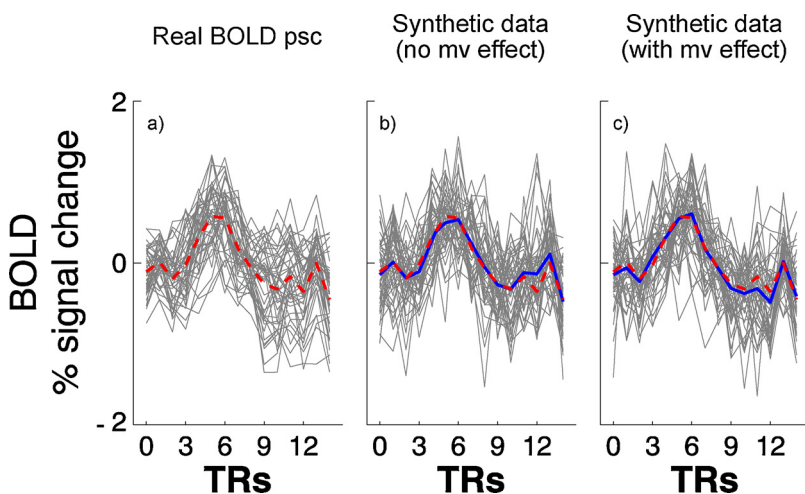 Real BOLD psc
Synthetic data
(no mv effect)
Synthetic data
(with mv effect)
BOLD
% signal change
2
0
- 2
a)
b)
c)
0 3 6 9 12
0 3 6 9 12
0 3 6 9 12
TRs
TRs
TRs